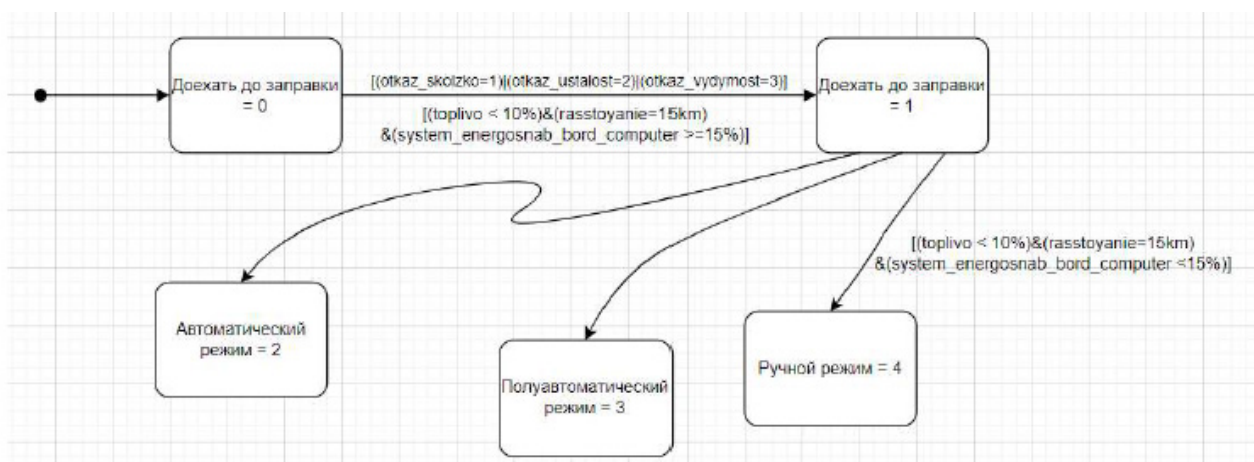 Доехать до заправки
= 0
[(otkaz_skolzko=1)|(otkaz_ustalost=2)|(otkaz_vydymost=3)]
[(toplivo < 10%)&(rasstoyanie=15km)
&(system_energosnab_bord_computer >=15%)]
Доехать до заправки
= 1
[(toplivo < 10%)&(rasstoyanie=15km)
&(system_energosnab_bord_computer <15%)]
Автоматический
режим = 2
Полуавтоматический
режим = 3
Ручной режим = 4